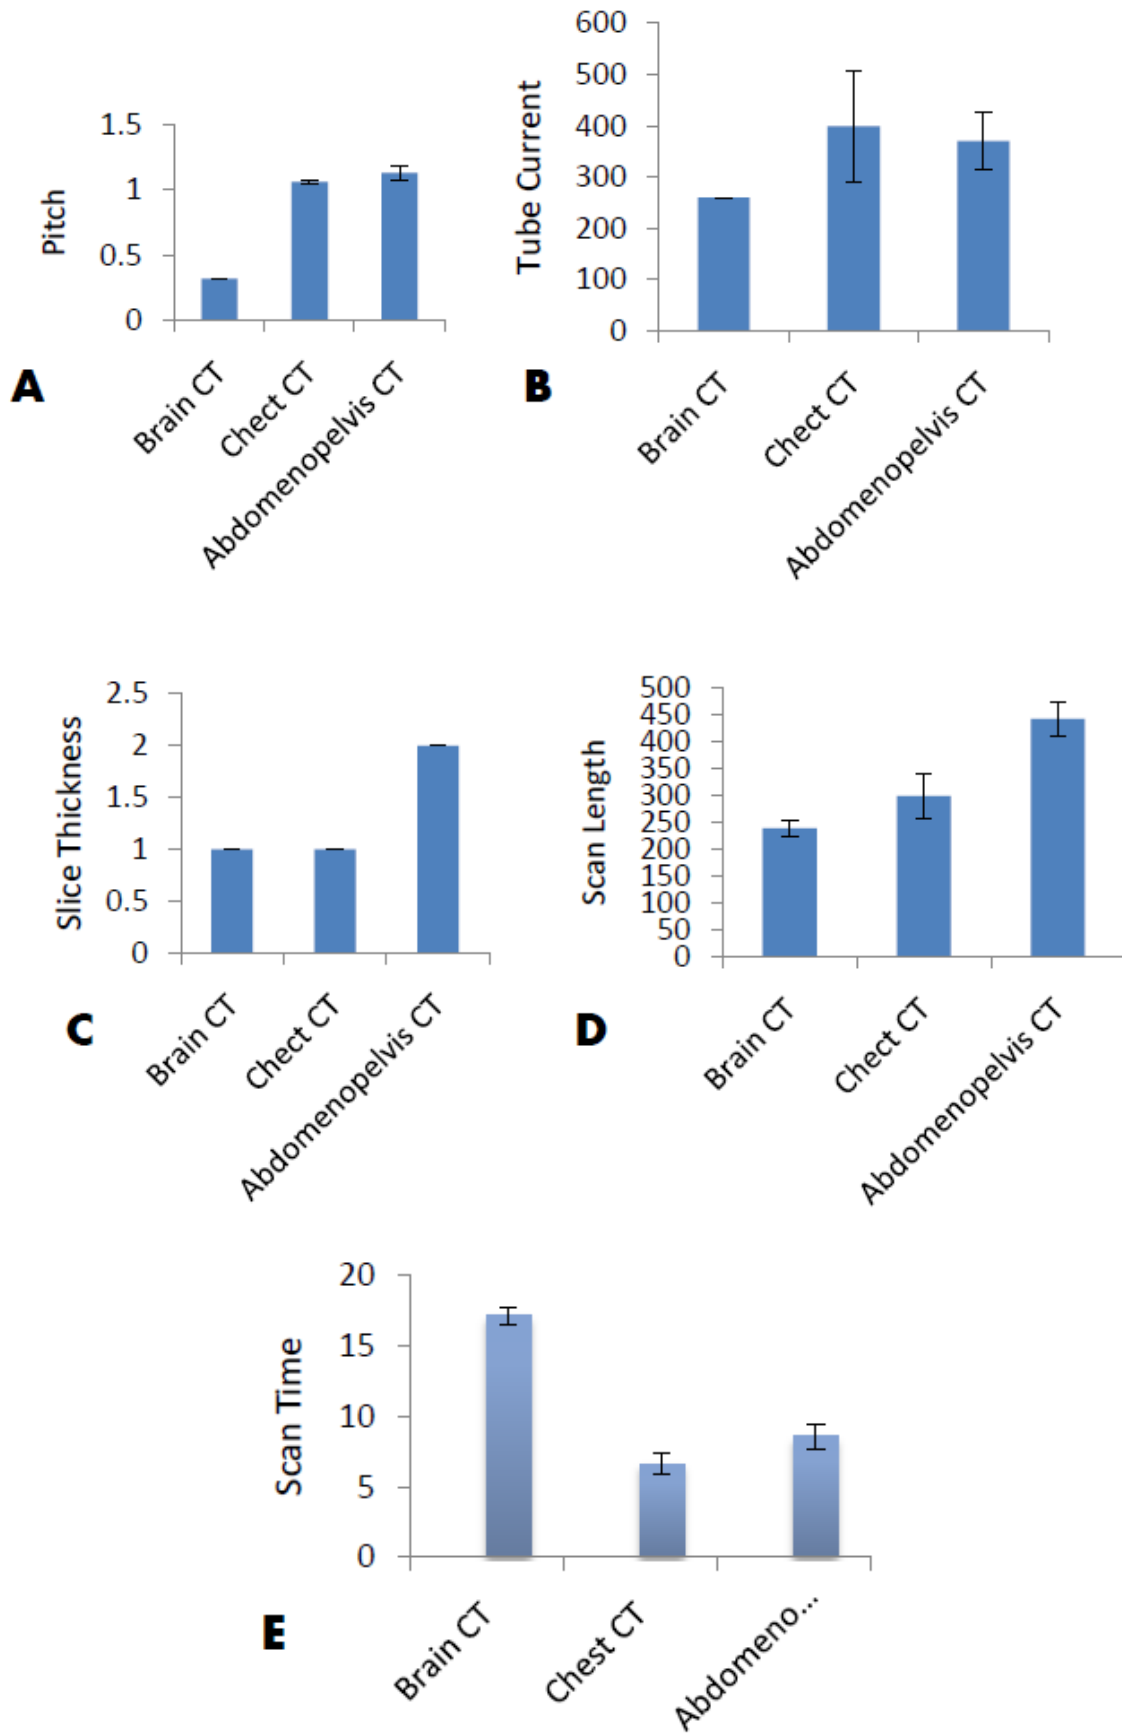 Pitch
1.5
1
0.5
0
Brain CT
Chect CT
Abdomenopelvis CT
A
Tube Current
600
500
400
300
200
100
0
Brain CT
Chect CT
Abdomenopelvis CT
B
Slice Thickness
2.5
2
1.5
1
0.5
0
Brain CT
Chect CT
Abdomenopelvis CT
C
Scan Length
500
450
400
350
300
250
200
150
100
50
0
Brain CT
Chect CT
Abdomenopelvis CT
D
Scan Time
20
15
10
5
0
Brain CT
Chest CT
Abdomeno...
E